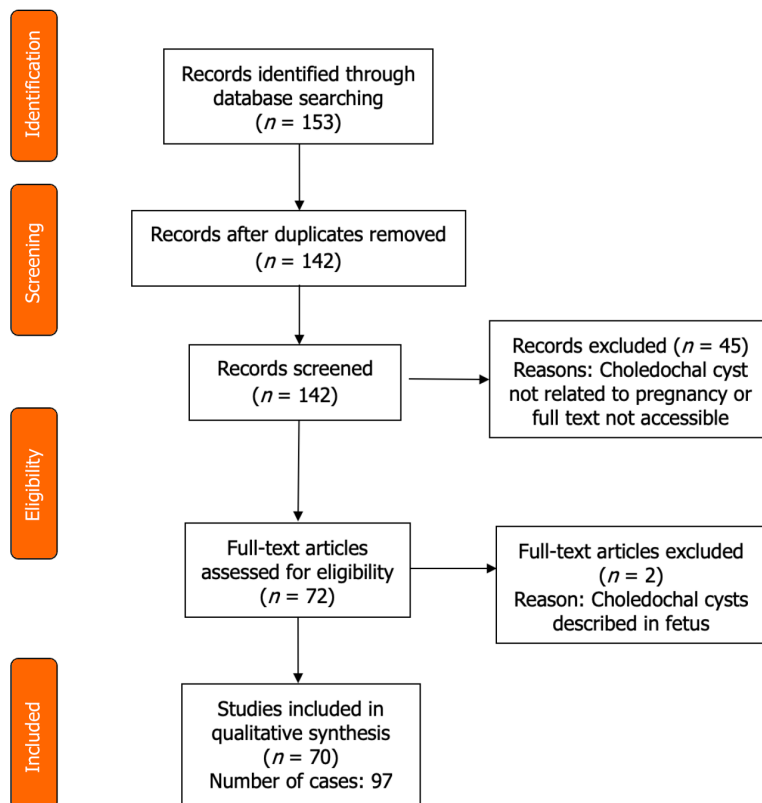 Identification
Records identified through
database searching
(n = 153)
Screening
Records after duplicates removed
(n = 142)
Records screened
(n = 142)
Records excluded (n = 45)
Reasons: Choledochal cyst
not related to pregnancy or
full text not accessible
Eligibility
Full-text articles
assessed for eligibility
(n = 72)
Full-text articles excluded
(n = 2)
Reason: Choledochal cysts
described in fetus
Included
Studies included in
qualitative synthesis
(n = 70)
Number of cases: 97